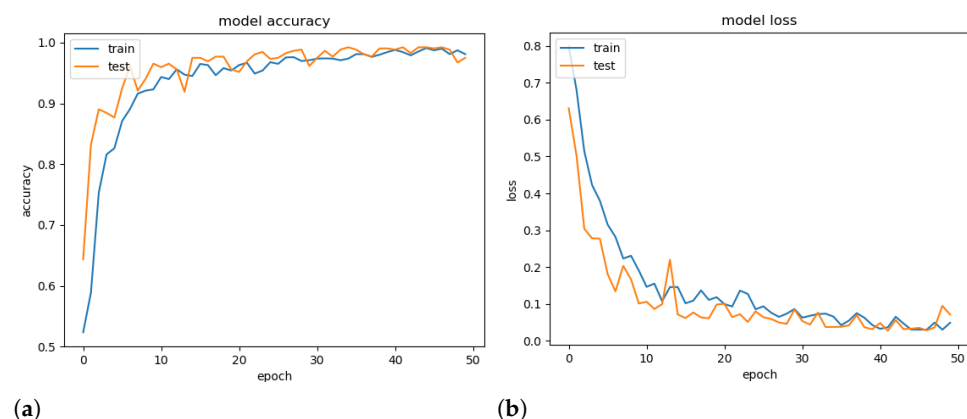 model accuracy
train
test
1.0
0.9
0.8
0.7
0.6
0.5
accuracy
0 10 20 30 40 50
epoch
(a)
model loss
train
test
0.8
0.7
0.6
0.5
0.4
0.3
0.2
0.1
0.0
loss
0 10 20 30 40 50
epoch
(b)